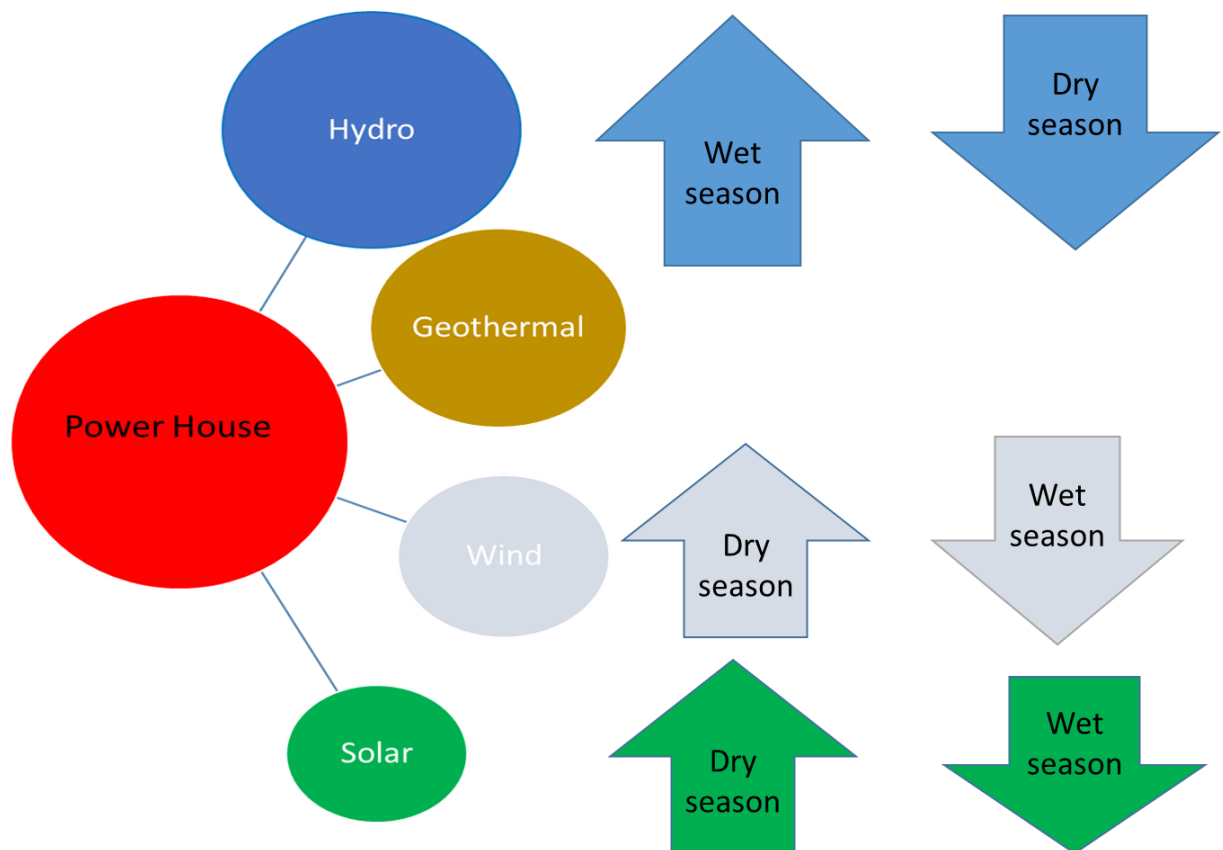 Hydro
Wet
season
Dry
season
Geothermal
Power House
Wind
Dry
season
Wet
season
Solar
Dry
season
Wet
season